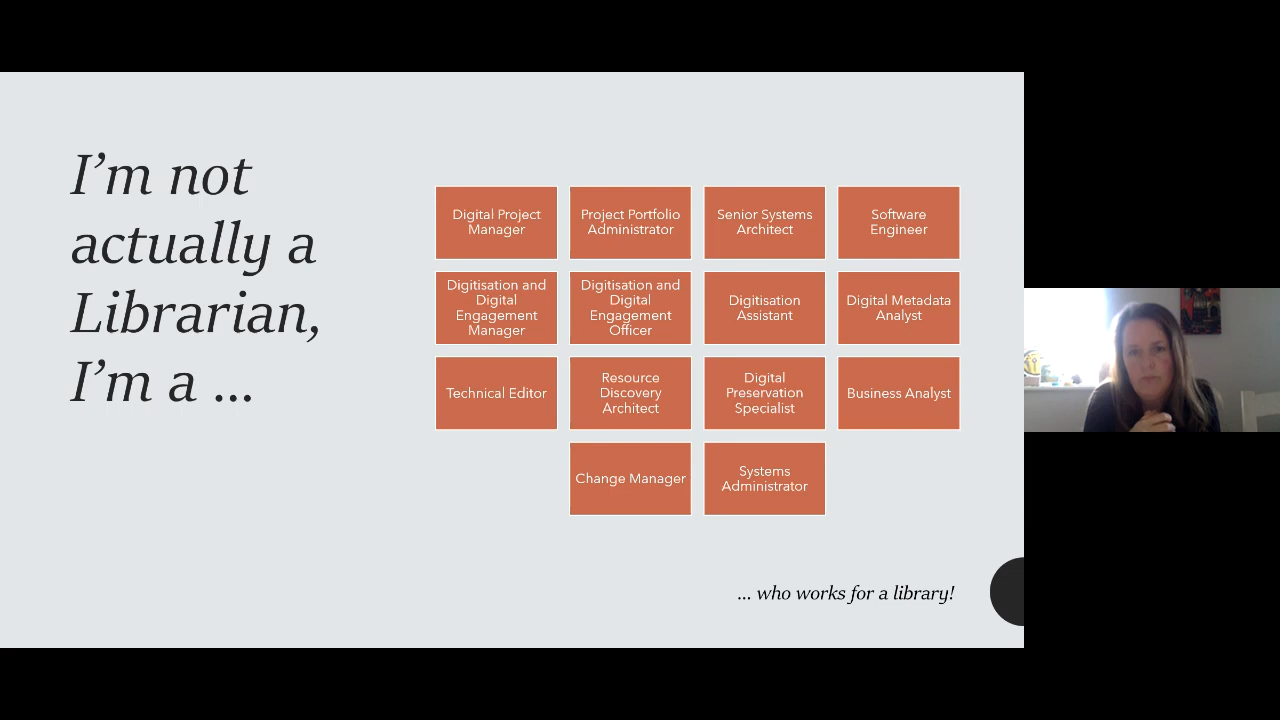 I'm not
actually a
Librarian,
I'm a ...
Digital Project
Manager
Project Portfolio
Administrator
Senior Systems
Architect
Software
Engineer
Digitisation and
Digital
Engagement
Manager
Digitisation and
Digital
Engagement
Officer
Digitisation
Assistant
Digital Metadata
Analyst
Technical Editor
Resource
Discovery
Architect
Digital
Preservation
Specialist
Business Analyst
Change Manager
Systems
Administrator
... who works for a library!